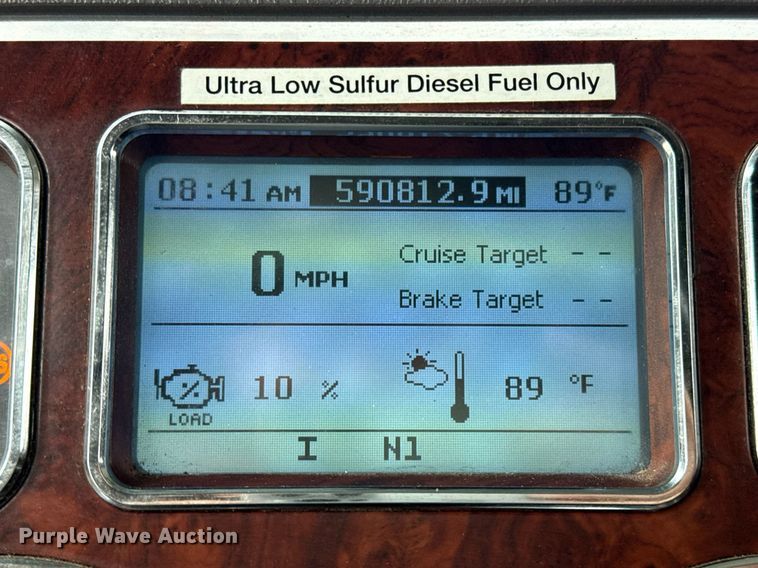 Ultra Low Sulfur Diesel Fuel Only
08:41 AM 590812.9 MI 89°F
0 MPH
Cruise Target - -
Brake Target - -
% 10 % 89 °F
LOAD
I N1
Purple Wave Auction